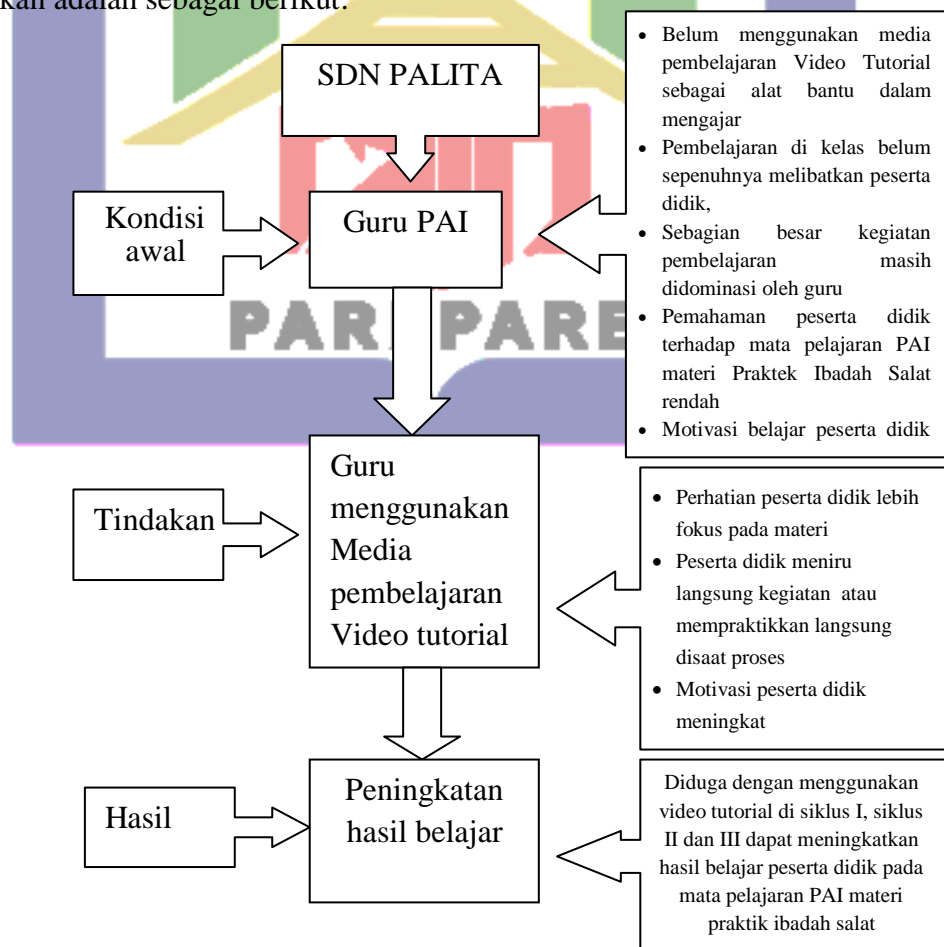 kan adalah sebagai berikut:
SDN PALITA
Kondisi
awal
Guru PAI
• Belum menggunakan media
pembelajaran Video Tutorial
sebagai alat bantu dalam
mengajar
• Pembelajaran di kelas belum
sepenuhnya melibatkan peserta
didik,
• Sebagian besar kegiatan
pembelajaran masih
didominasi oleh guru
• Pemahaman peserta didik
terhadap mata pelajaran PAI
materi Praktek Ibadah Salat
rendah
• Motivasi belajar peserta didik
PAR PARE
Tindakan
Guru
menggunakan
Media
pembelajaran
Video tutorial
• Perhatian peserta didik lebih
fokus pada materi
• Peserta didik meniru
langsung kegiatan atau
mempraktikkan langsung
disaat proses
• Motivasi peserta didik
meningkat
Hasil
Peningkatan
hasil belajar
Diduga dengan menggunakan
video tutorial di siklus I, siklus
II dan III dapat meningkatkan
hasil belajar peserta didik pada
mata pelajaran PAI materi
praktik ibadah salat